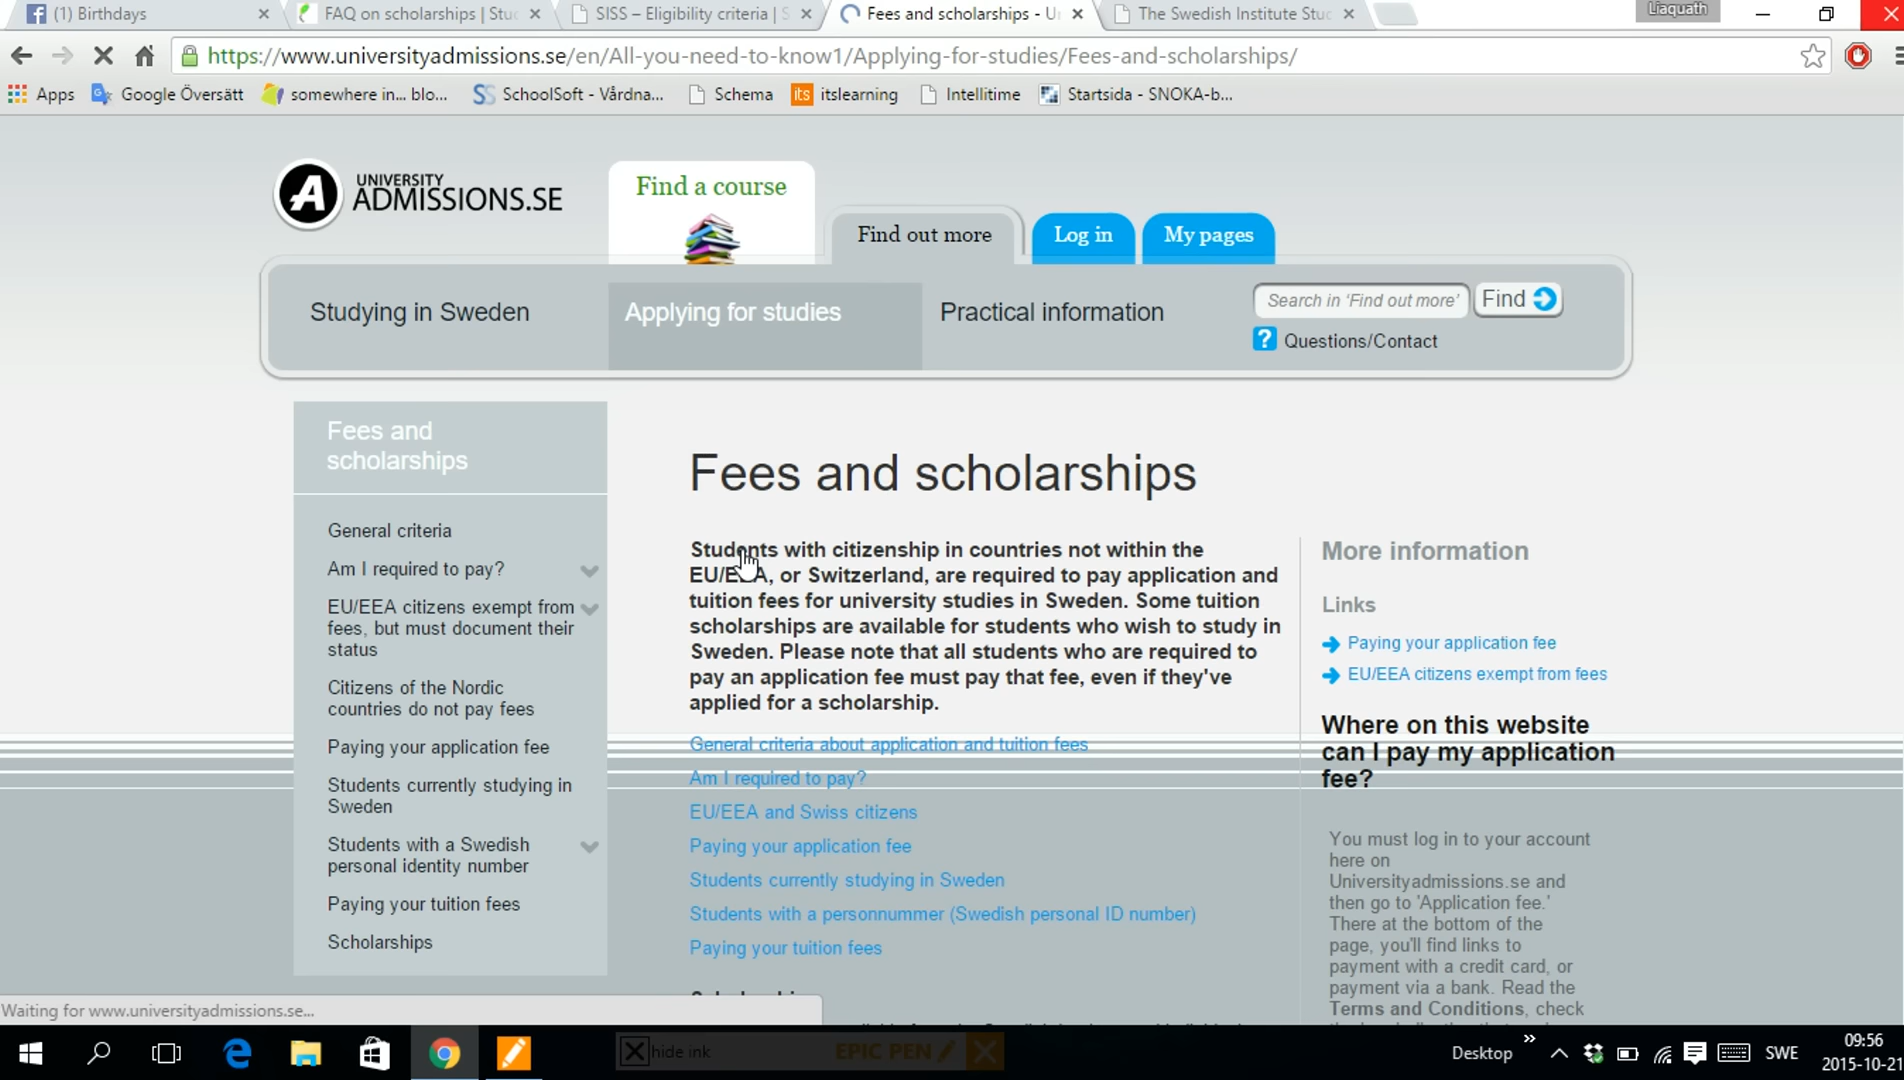 (1) Birthdays
FAQ on scholarships | Stu
SISS – Eligibility criteria | S
Fees and scholarships - U
The Swedish Institute Stu
Liaquath
https://www.universityadmissions.se/en/All-you-need-to-know1/Applying-for-studies/Fees-and-scholarships/
Apps
Google Översätt
somewhere in... blo...
SchoolSoft - Vårdna...
Schema
its itslearning
Intellitime
Startsida - SNOKA-b...
A UNIVERSITY
ADMISSIONS.SE
Find a course
Find out more
Log in
My pages
Studying in Sweden
Applying for studies
Practical information
Search in ‘Find out more’
Find
? Questions/Contact
Fees and
scholarships
General criteria
Am I required to pay?
EU/EEA citizens exempt from
fees, but must document their
status
Citizens of the Nordic
countries do not pay fees
Paying your application fee
Students currently studying in
Sweden
Students with a Swedish
personal identity number
Paying your tuition fees
Scholarships
Fees and scholarships
Students with citizenship in countries not within the
EU/EEA, or Switzerland, are required to pay application and
tuition fees for university studies in Sweden. Some tuition
scholarships are available for students who wish to study in
Sweden. Please note that all students who are required to
pay an application fee must pay that fee, even if they've
applied for a scholarship.
General criteria about application and tuition fees
Am I required to pay?
EU/EEA and Swiss citizens
Paying your application fee
Students currently studying in Sweden
Students with a personnummer (Swedish personal ID number)
Paying your tuition fees
More information
Links
Paying your application fee
EU/EEA citizens exempt from fees
Where on this website
can I pay my application
fee?
You must log in to your account
here on
Universityadmissions.se and
then go to 'Application fee.'
There at the bottom of the
page, you'll find links to
payment with a credit card, or
payment via a bank. Read the
Terms and Conditions, check
Waiting for www.universityadmissions.se...
hide ink
EPIC PEN
Desktop
SWE
09:56
2015-10-21